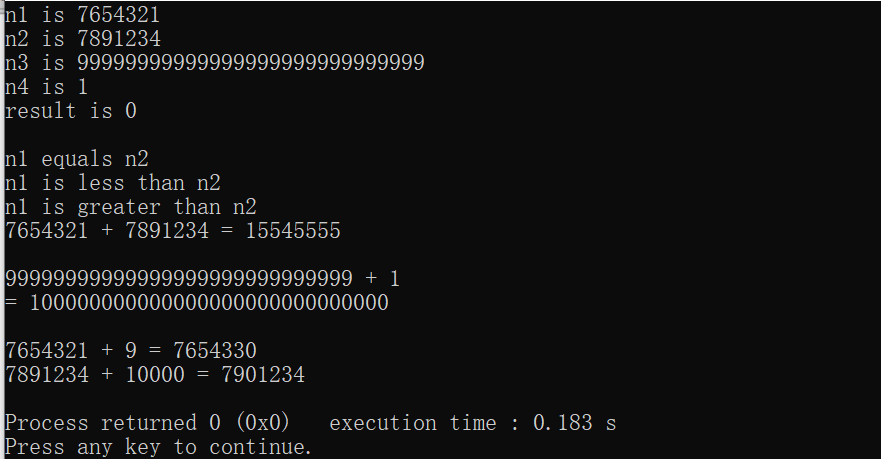 n1 is 7654321
n2 is 7891234
n3 is 99999999999999999999999999999
n4 is 1
result is 0
n1 equals n2
n1 is less than n2
n1 is greater than n2
7654321 + 7891234 = 15545555
99999999999999999999999999999 + 1
= 100000000000000000000000000000
7654321 + 9 = 7654330
7891234 + 10000 = 7901234
Process returned 0 (0x0)   execution time : 0.183 s
Press any key to continue.